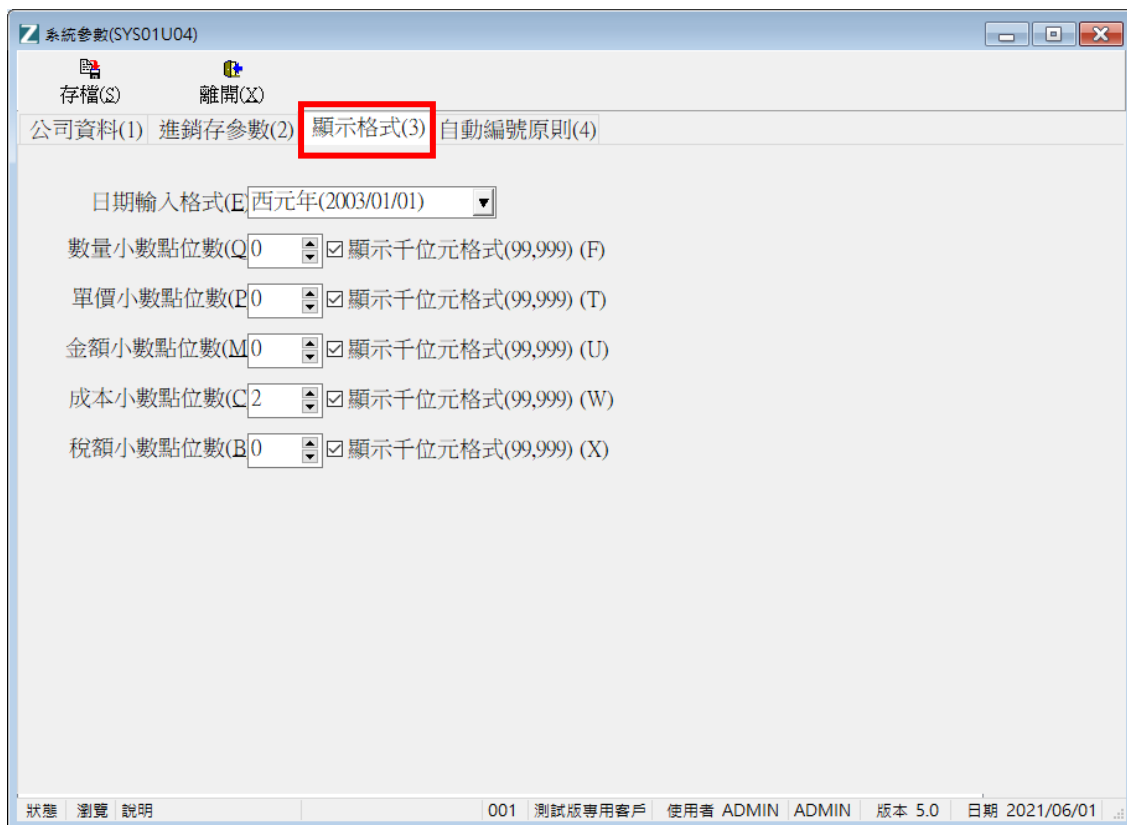 系統參數(SYS01U04)
存檔(S) 離開(X)
公司資料(1) 進銷存參數(2) 顯示格式(3) 自動編號原則(4)
日期輸入格式(E 西元年(2003/01/01)
數量小數點位數(Q 0 顯示千位元格式(99,999) (F)
單價小數點位數(P 0 顯示千位元格式(99,999) (T)
金額小數點位數(M 0 顯示千位元格式(99,999) (U)
成本小數點位數(C 2 顯示千位元格式(99,999) (W)
稅額小數點位數(B 0 顯示千位元格式(99,999) (X)
狀態 瀏覽 說明 001 測試版專用客戶 使用者 ADMIN ADMIN 版本 5.0 日期 2021/06/01